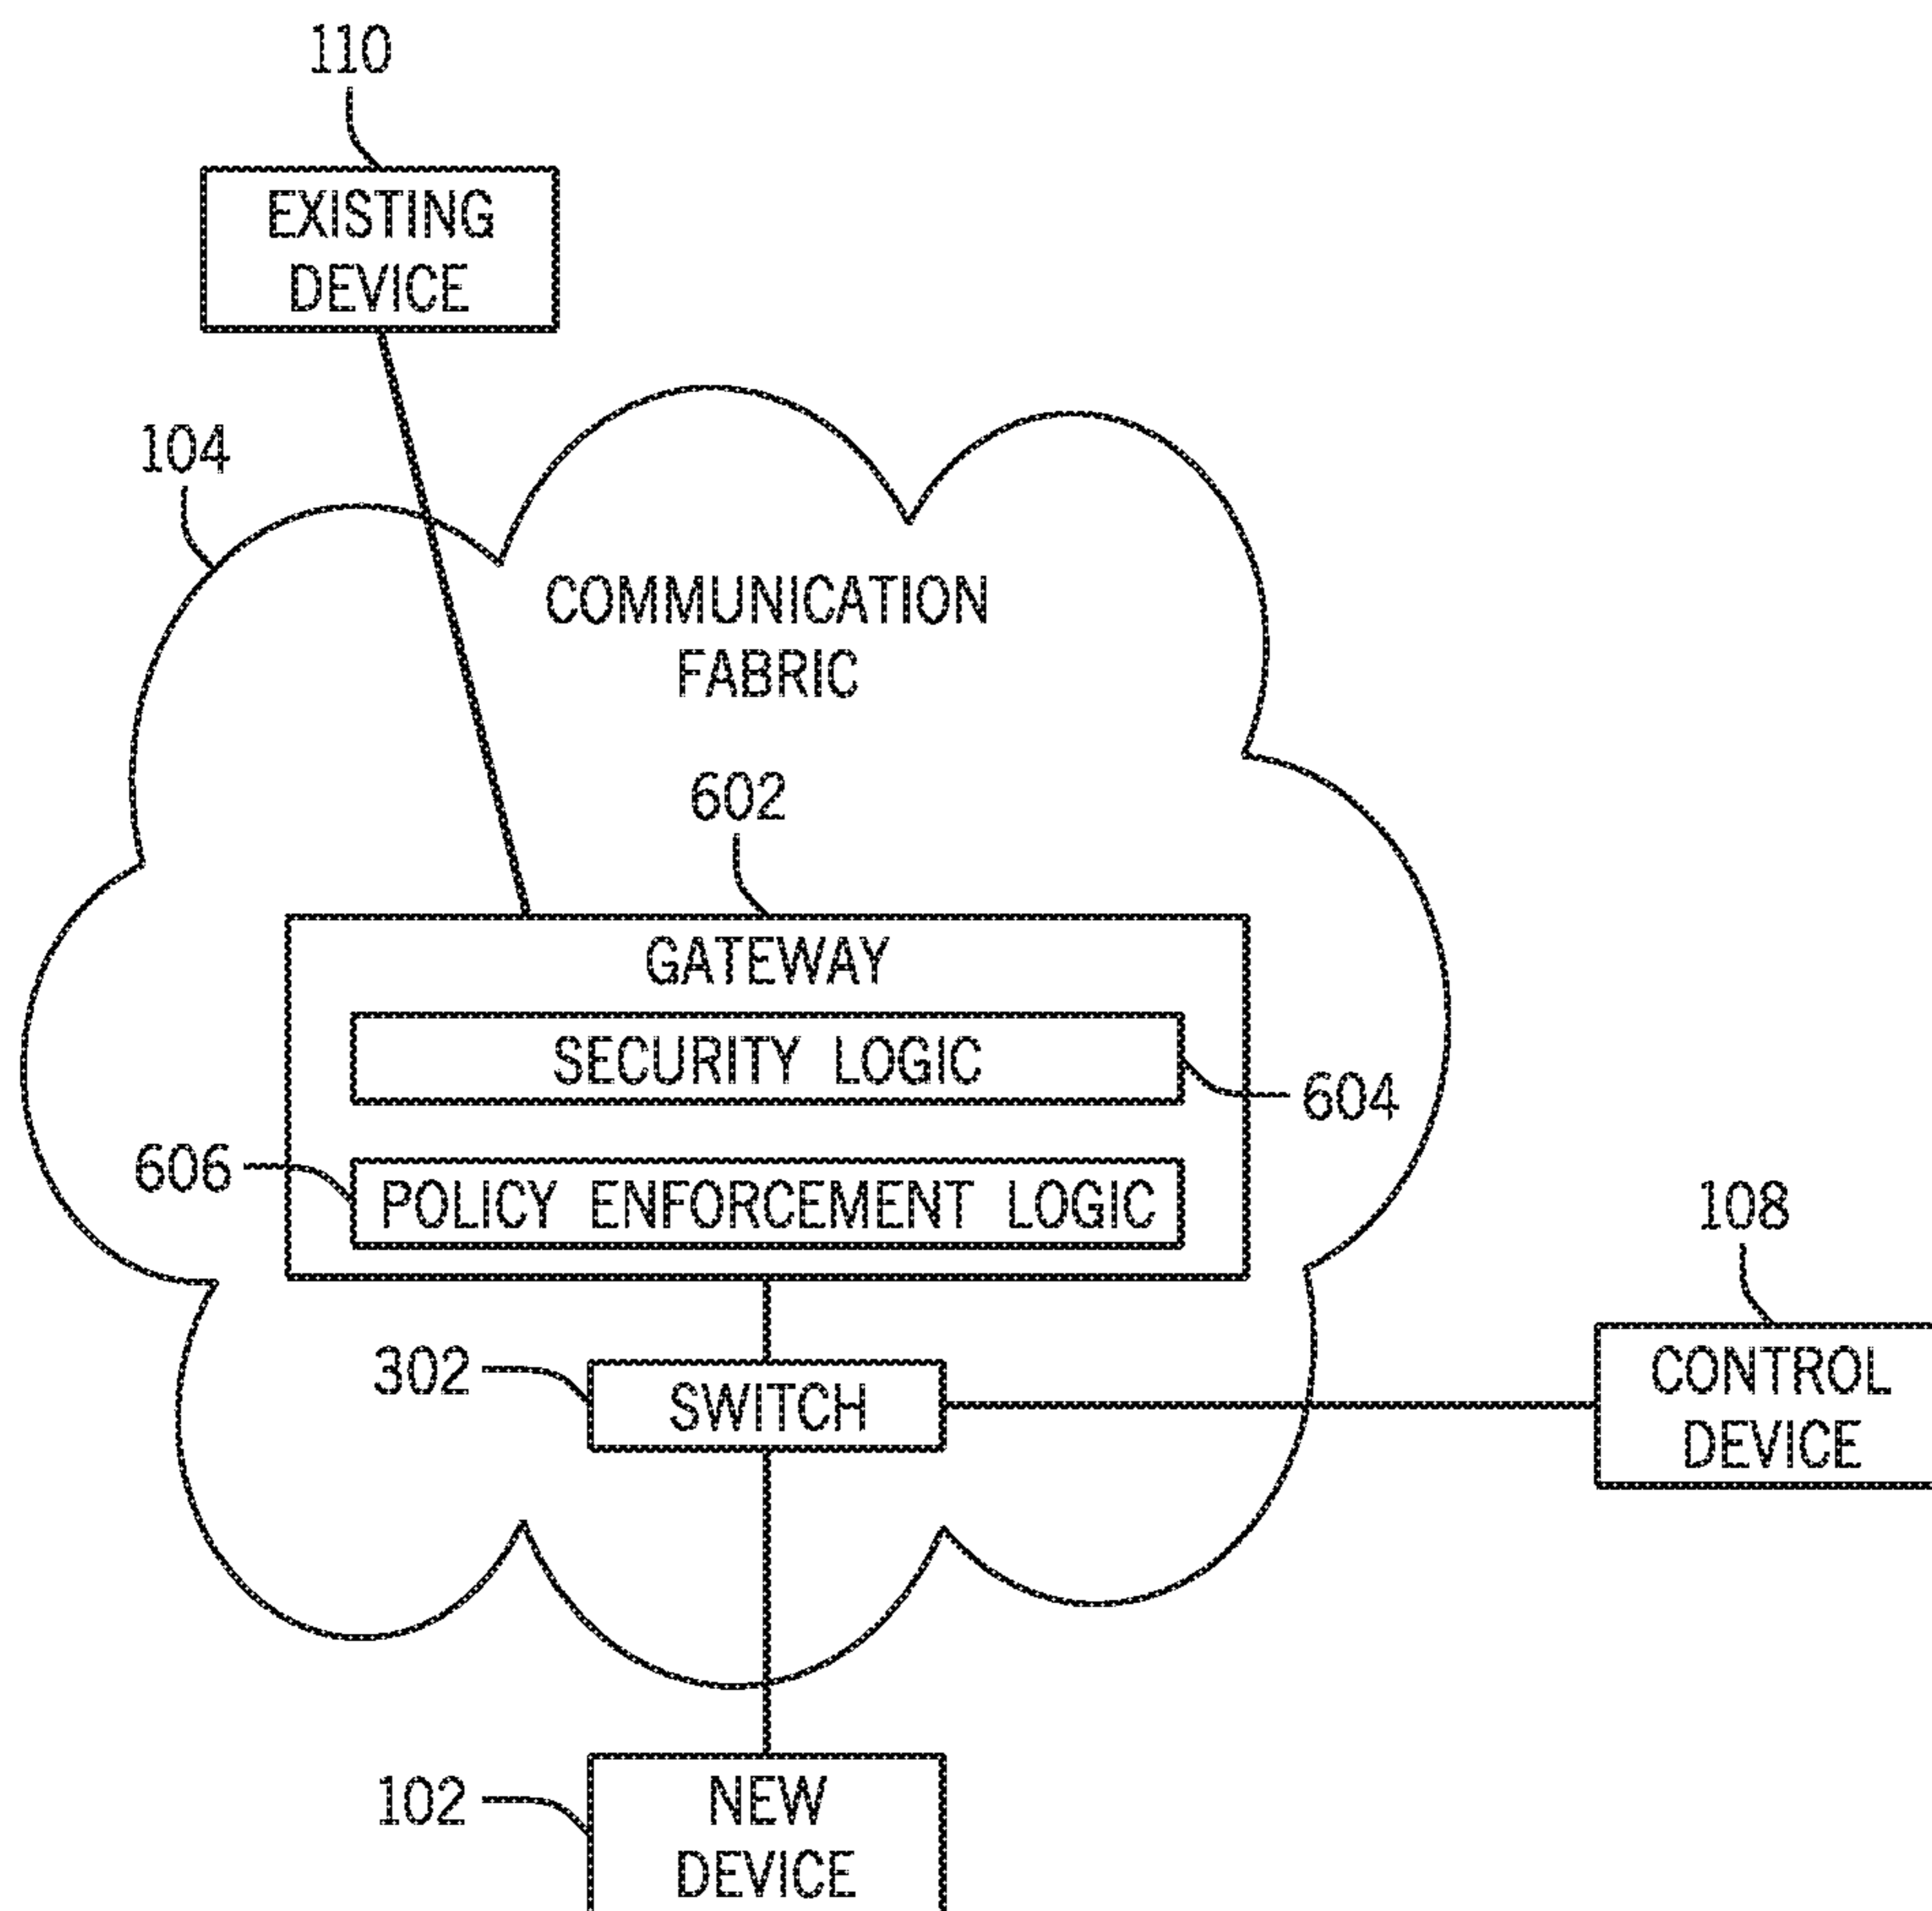 110
EXISTING
DEVICE
104
COMMUNICATION
FABRIC
602
GATEWAY
SECURITY LOGIC
604
606
POLICY ENFORCEMENT LOGIC
108
302
SWITCH
CONTROL
DEVICE
102
NEW
DEVICE